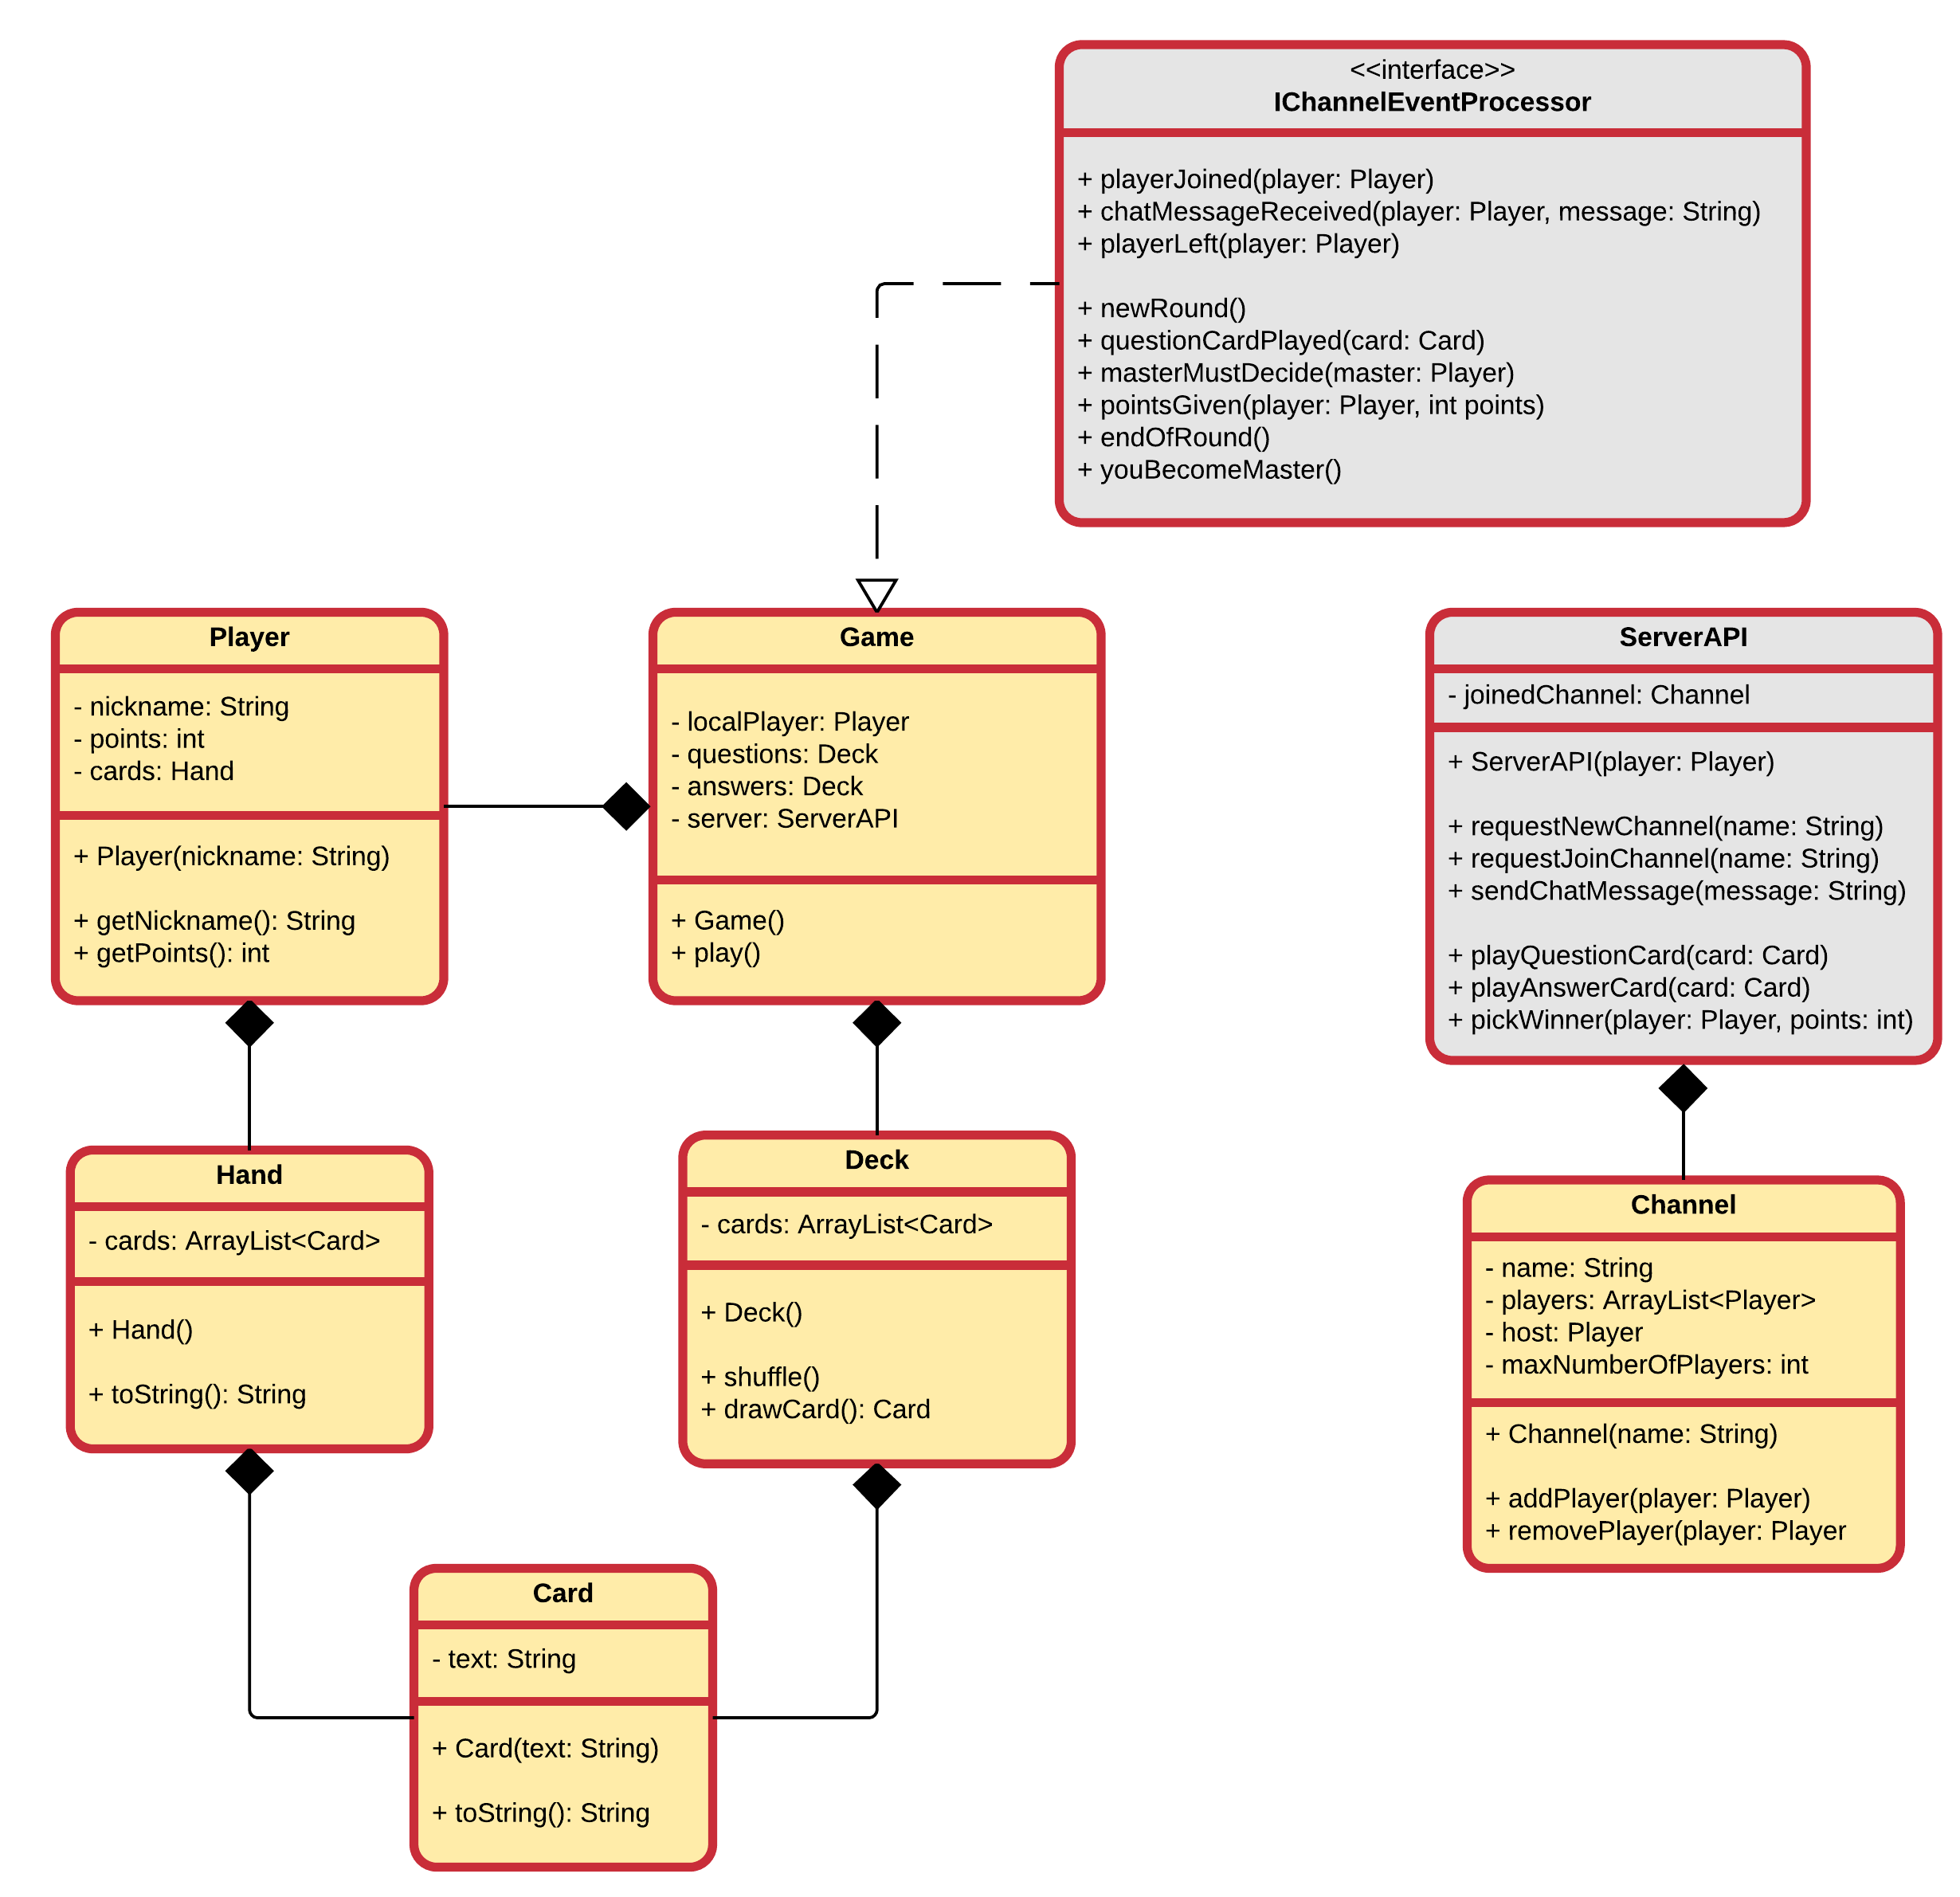 <<interface>>
IChannelEventProcessor
+ playerJoined(player: Player)
+ chatMessageReceived(player: Player, message: String)
+ playerLeft(player: Player)
+ newRound()
+ questionCardPlayed(card: Card)
+ masterMustDecide(master: Player)
+ pointsGiven(player: Player, int points)
+ endOfRound()
+ youBecomeMaster()
Player
- nickname: String
- points: int
- cards: Hand
+ Player(nickname: String)
+ getNickname(): String
+ getPoints(): int
Game
- localPlayer: Player
- questions: Deck
- answers: Deck
- server: ServerAPI
+ Game()
+ play()
ServerAPI
- joinedChannel: Channel
+ ServerAPI(player: Player)
+ requestNewChannel(name: String)
+ requestJoinChannel(name: String)
+ sendChatMessage(message: String)
+ playQuestionCard(card: Card)
+ playAnswerCard(card: Card)
+ pickWinner(player: Player, points: int)
Hand
- cards: ArrayList<Card>
+ Hand()
+ toString(): String
Deck
- cards: ArrayList<Card>
+ Deck()
+ shuffle()
+ drawCard(): Card
Channel
- name: String
- players: ArrayList<Player>
- host: Player
- maxNumberOfPlayers: int
+ Channel(name: String)
+ addPlayer(player: Player)
+ removePlayer(player: Player
Card
- text: String
+ Card(text: String)
+ toString(): String